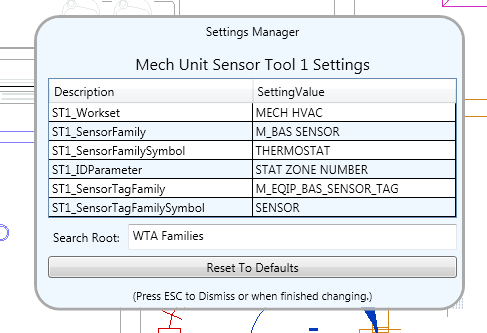 Settings Manager
Mech Unit Sensor Tool 1 Settings
Description SettingValue
ST1_Workset MECH HVAC
ST1_SensorFamily M_BAS SENSOR
ST1_SensorFamilySymbol THERMOSTAT
ST1_IDParameter STAT ZONE NUMBER
ST1_SensorTagFamily M_EQIP_BAS_SENSOR_TAG
ST1_SensorTagFamilySymbol SENSOR
Search Root: WTA Families
Reset To Defaults
(Press ESC to Dismiss or when finished changing.)